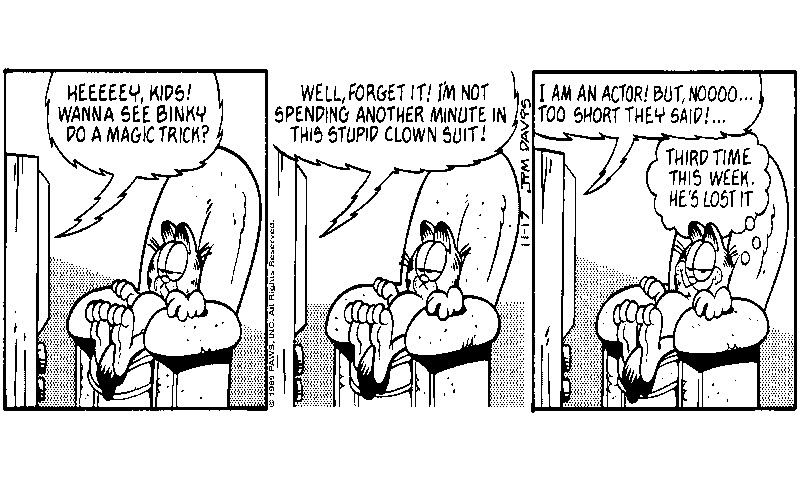 HEEEEEY, KIDS!
WANNA SEE BINKY
DO A MAGIC TRICK?
© 1989 PAWS, INC. All Rights Reserved.
WELL, FORGET IT! I'M NOT
SPENDING ANOTHER MINUTE IN
THIS STUPID CLOWN SUIT!
11-17 JIM DAVIS
I AM AN ACTOR! BUT, NOOOO...
TOO SHORT THEY SAID!...
THIRD TIME
THIS WEEK.
HE'S LOST IT